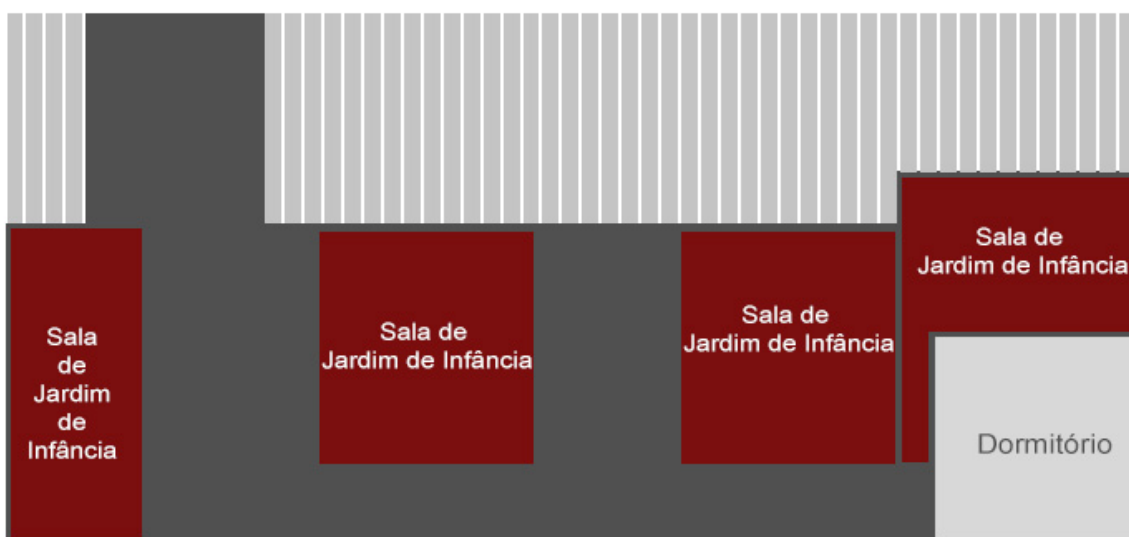 Sala
de
Jardim
de
Infância
Sala de
Jardim de Infância
Sala de
Jardim de Infância
Sala de
Jardim de Infância
Dormitório